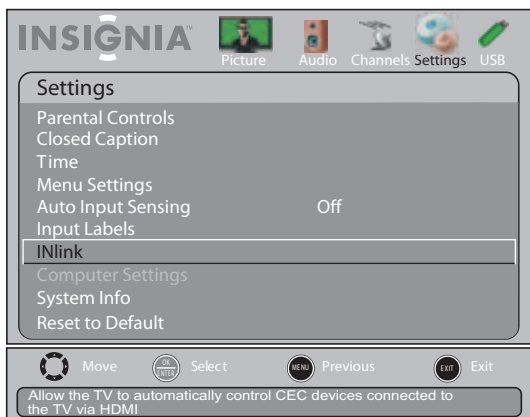 INSIGNIA
Picture Audio Channels Settings USB
Settings
Parental Controls
Closed Caption
Time
Menu Settings
Auto Input Sensing Off
Input Labels
INlink
Computer Settings
System Info
Reset to Default
Move OK ENTER Select MENU Previous EXIT Exit
Allow the TV to automatically control CEC devices connected to
the TV via HDMI